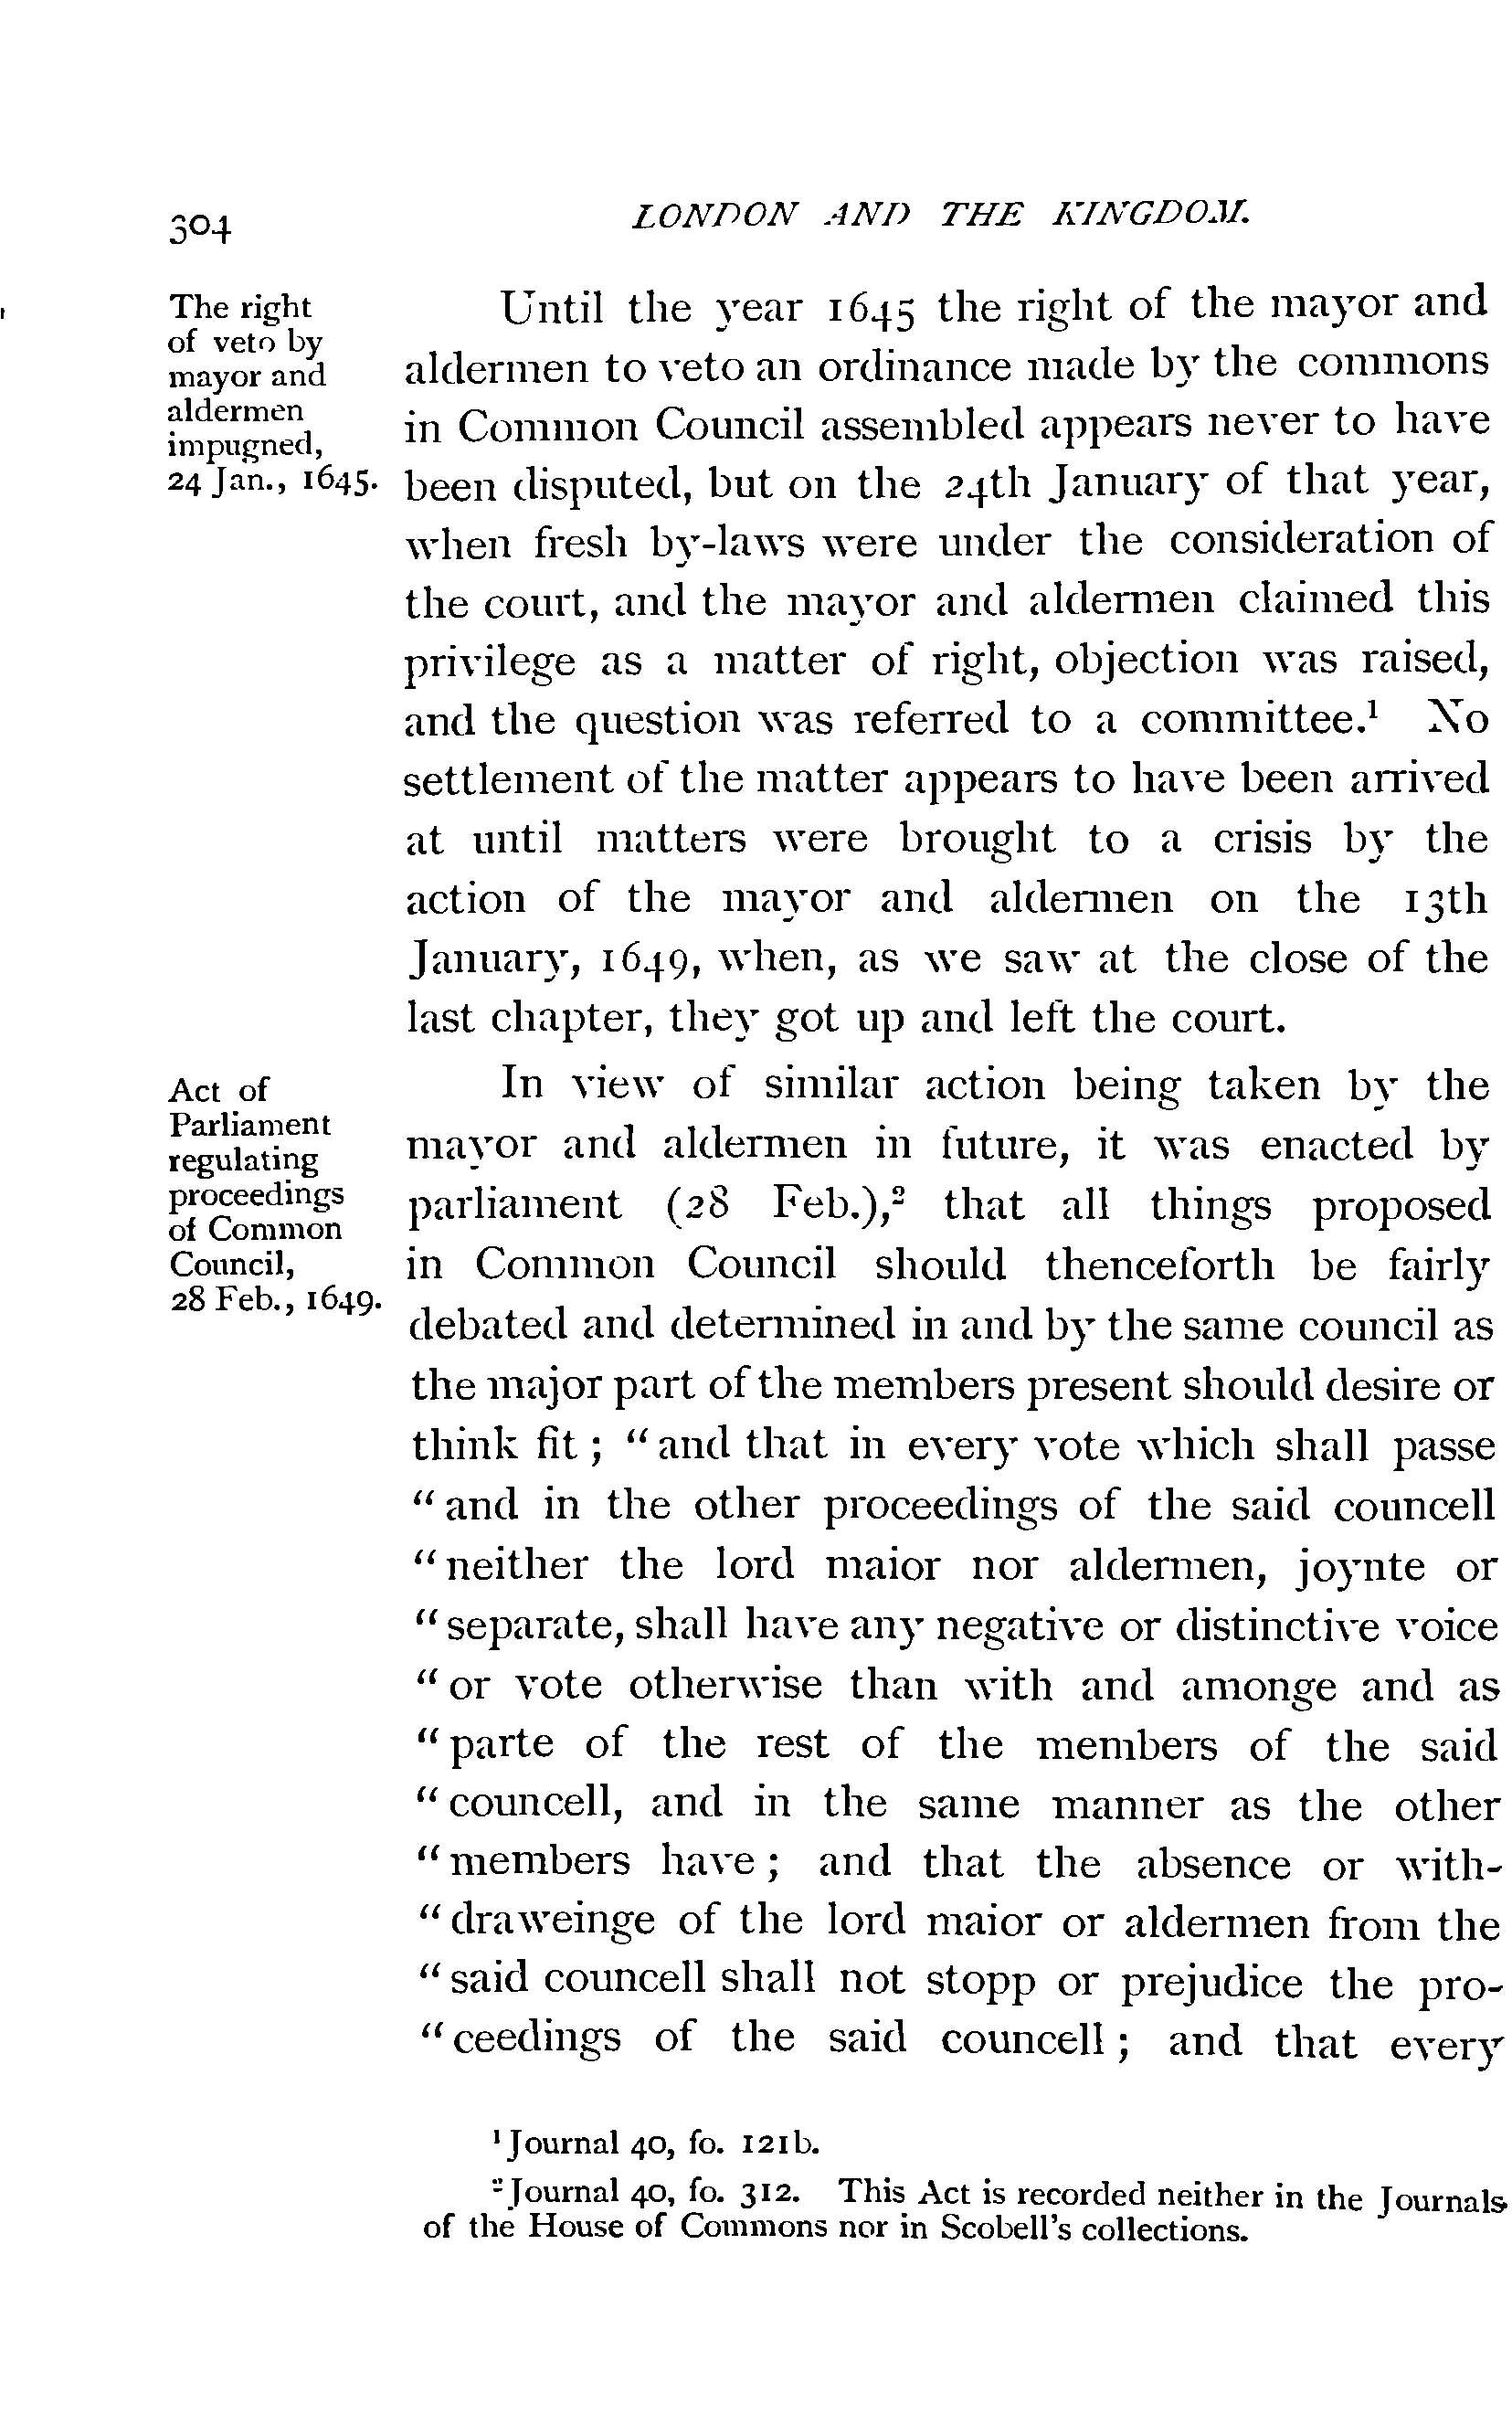 304
LONDON AND THE KINGDOM.
The right
of veto by
mayor and
aldermen
impugned,
24 Jan., 1645.
Until the year 1645 the right of the mayor and
aldermen to veto an ordinance made by the commons
in Common Council assembled appears never to have
been disputed, but on the 24th January of that year,
when fresh by-laws were under the consideration of
the court, and the mayor and aldermen claimed this
privilege as a matter of right, objection was raised,
and the question was referred to a committee.¹ No
settlement of the matter appears to have been arrived
at until matters were brought to a crisis by the
action of the mayor and aldermen on the 13th
January, 1649, when, as we saw at the close of the
last chapter, they got up and left the court.
Act of
Parliament
regulating
proceedings
of Common
Council,
28 Feb., 1649.
In view of similar action being taken by the
mayor and aldermen in future, it was enacted by
parliament (28 Feb.),² that all things proposed
in Common Council should thenceforth be fairly
debated and determined in and by the same council as
the major part of the members present should desire or
think fit; "and that in every vote which shall passe
"and in the other proceedings of the said councell
"neither the lord maior nor aldermen, joynte or
"separate, shall have any negative or distinctive voice
"or vote otherwise than with and amonge and as
"parte of the rest of the members of the said
"councell, and in the same manner as the other
"members have; and that the absence or with-
"draweinge of the lord maior or aldermen from the
"said councell shall not stopp or prejudice the pro-
"ceedings of the said councell; and that every
¹ Journal 40, fo. 121b.
² Journal 40, fo. 312. This Act is recorded neither in the Journals
of the House of Commons nor in Scobell's collections.